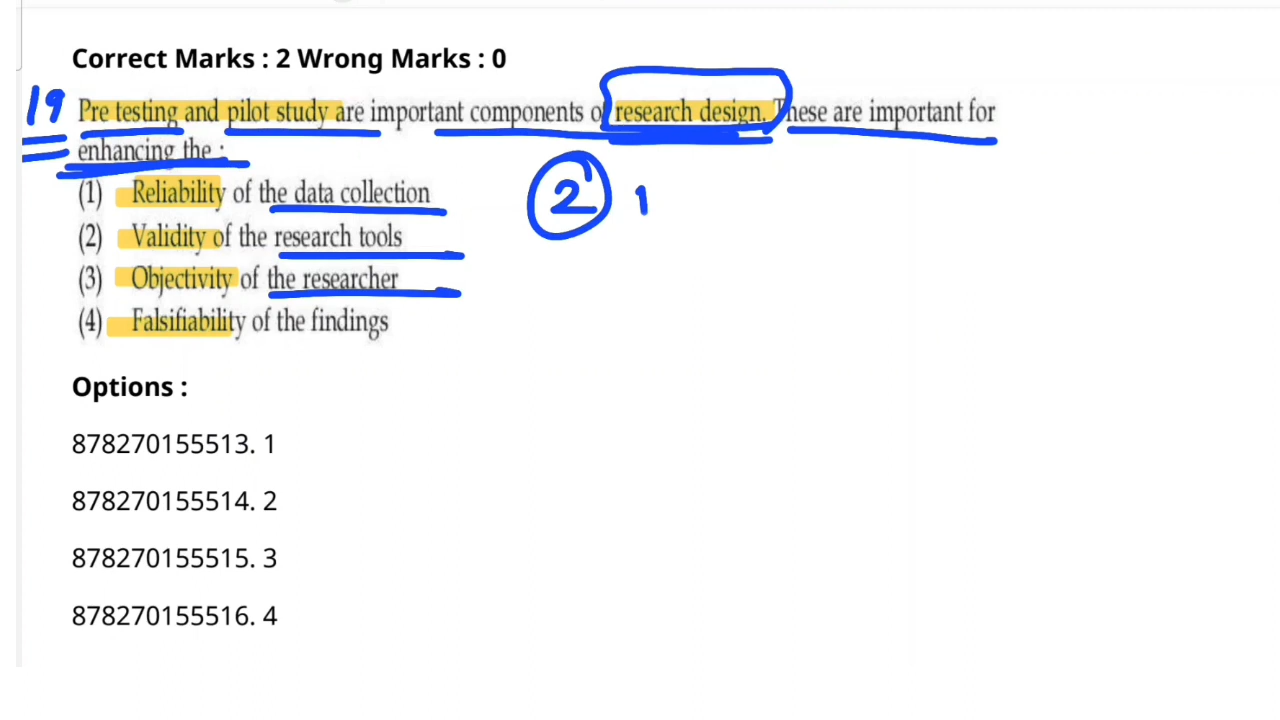 Correct Marks : 2 Wrong Marks : 0
19 Pre testing and pilot study are important components of research design. These are important for
enhancing the :
(1) Reliability of the data collection
2 1
(2) Validity of the research tools
(3) Objectivity of the researcher
(4) Falsifiability of the findings
Options :
878270155513. 1
878270155514. 2
878270155515. 3
878270155516. 4